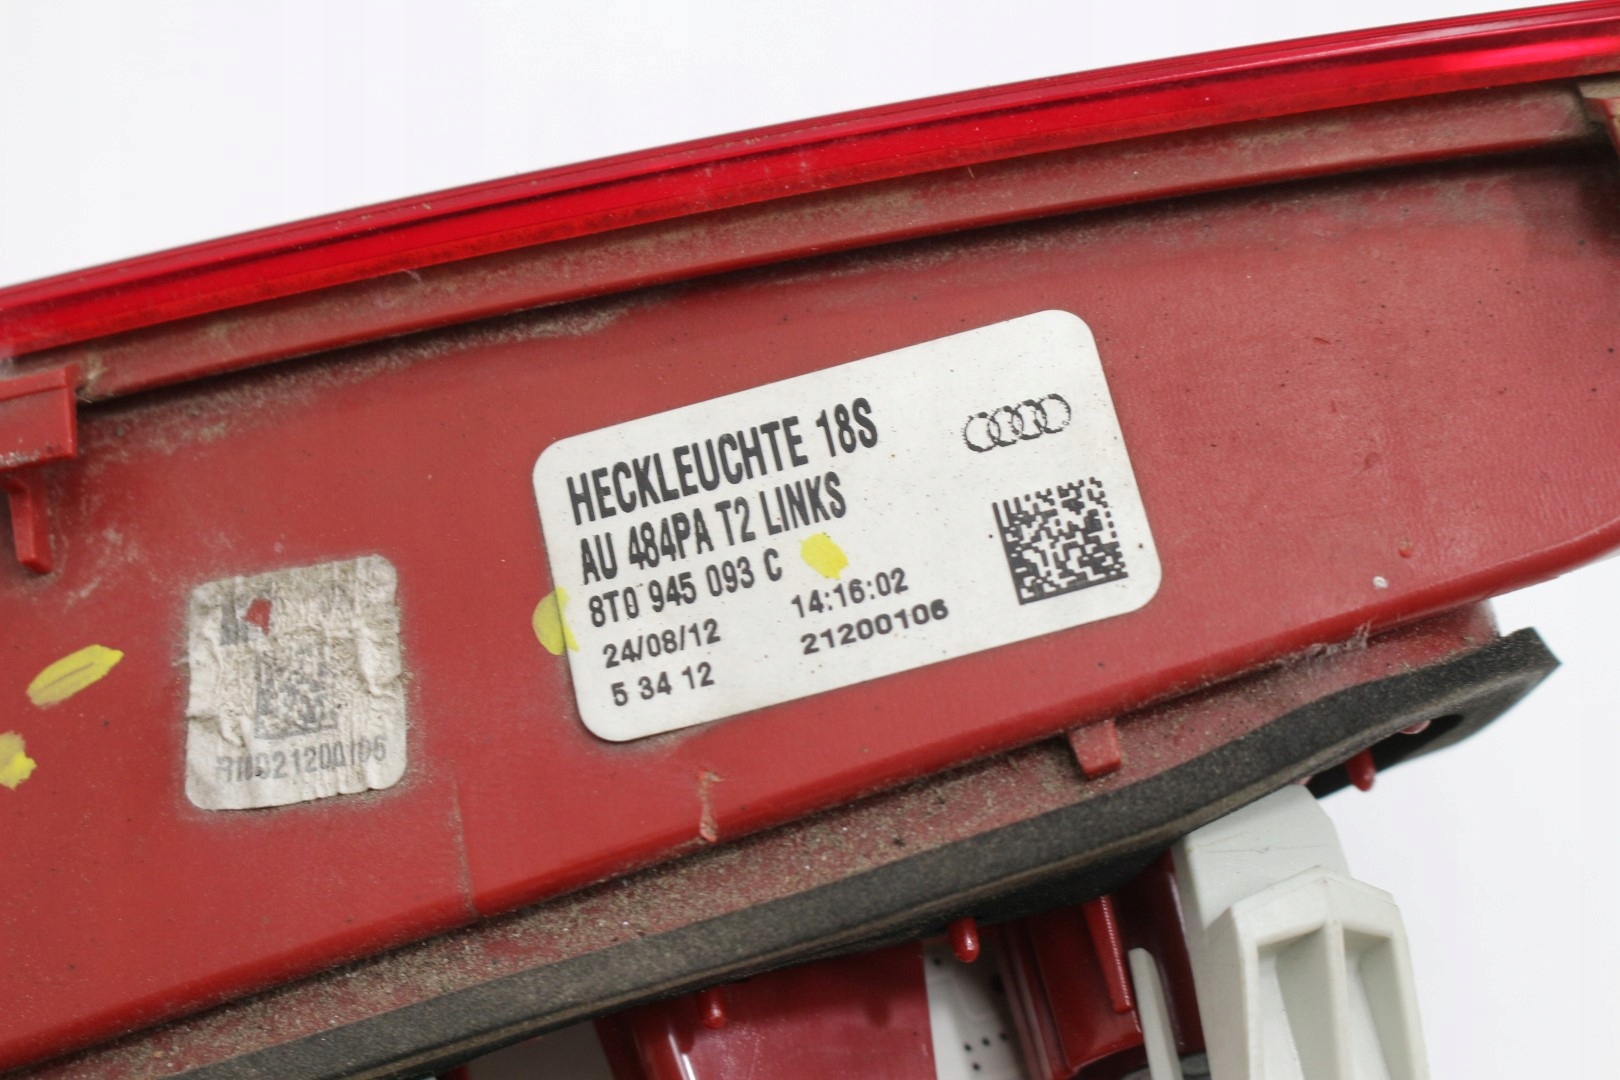 HECKLEUCHTE 18S
AU 484PA T2 LINKS
8T0 945 093 C
24/08/12 14:16:02
5 34 12 21200106